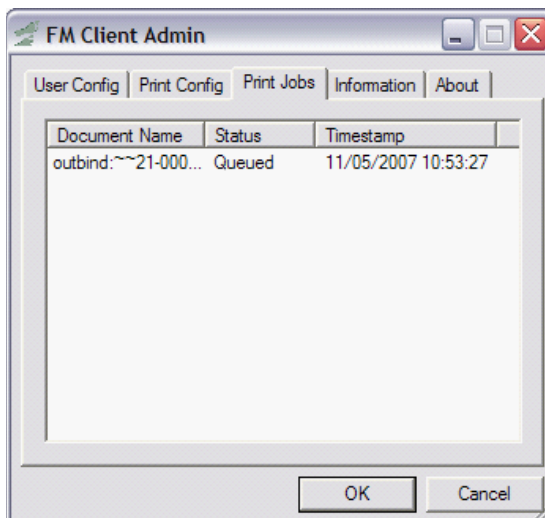 FM Client Admin
User Config Print Config Print Jobs Information About
Document Name Status Timestamp
outbind:~~21-000... Queued 11/05/2007 10:53:27
OK Cancel